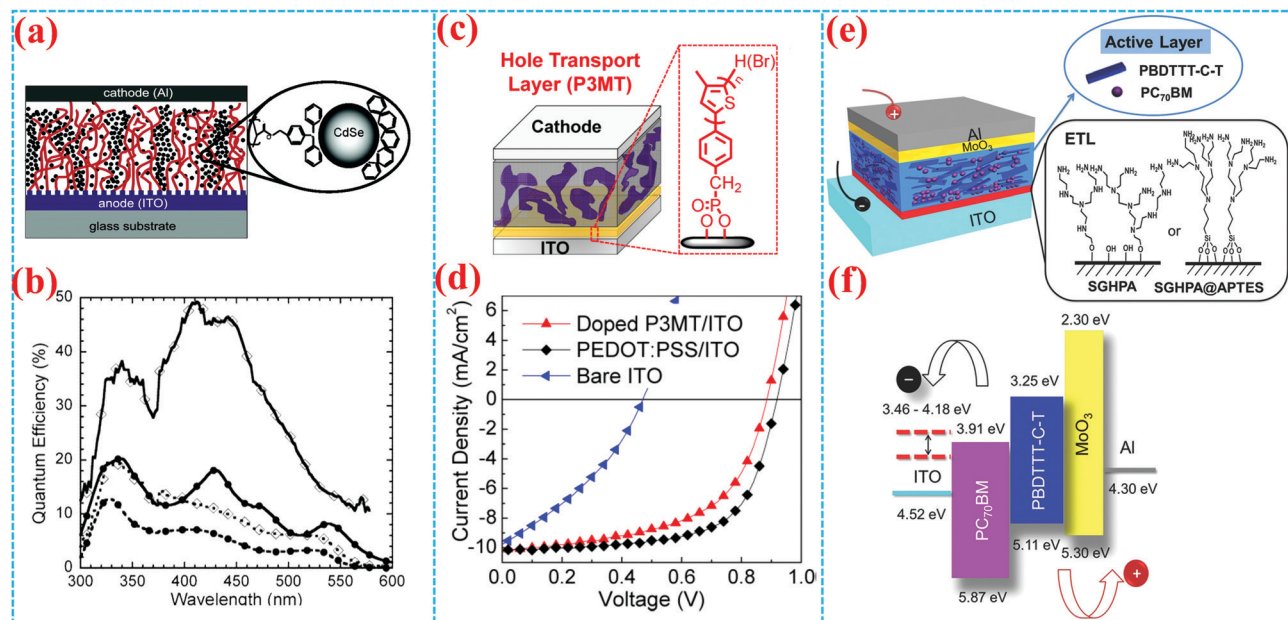 (a)
cathode (Al)
anode (ITO)
glass substrate
CdSe
(b)
Quantum Efficiency (%)
50
40
30
20
10
0
300 350 400 450 500 550 600
Wavelength (nm)
(c)
Hole Transport
Layer (P3MT)
Cathode
ITO
H(Br)
n
S
CH2
O=P
O O
(d)
Doped P3MT/ITO
PEDOT:PSS/ITO
Bare ITO
Current Density (mA/cm2)
6
4
2
0
-2
-4
-6
-8
-10
0.0 0.2 0.4 0.6 0.8 1.0
Voltage (V)
(e)
Active Layer
PBDTTT-C-T
PC70BM
+
Al
MoO3
-
ITO
ETL
or
SGHPA
SGHPA@APTES
(f)
2.30 eV
3.25 eV
3.46 - 4.18 eV
3.91 eV
ITO
4.52 eV
PC70BM
PBDTTT-C-T
MoO3
Al
4.30 eV
5.11 eV
5.30 eV
5.87 eV
-
+